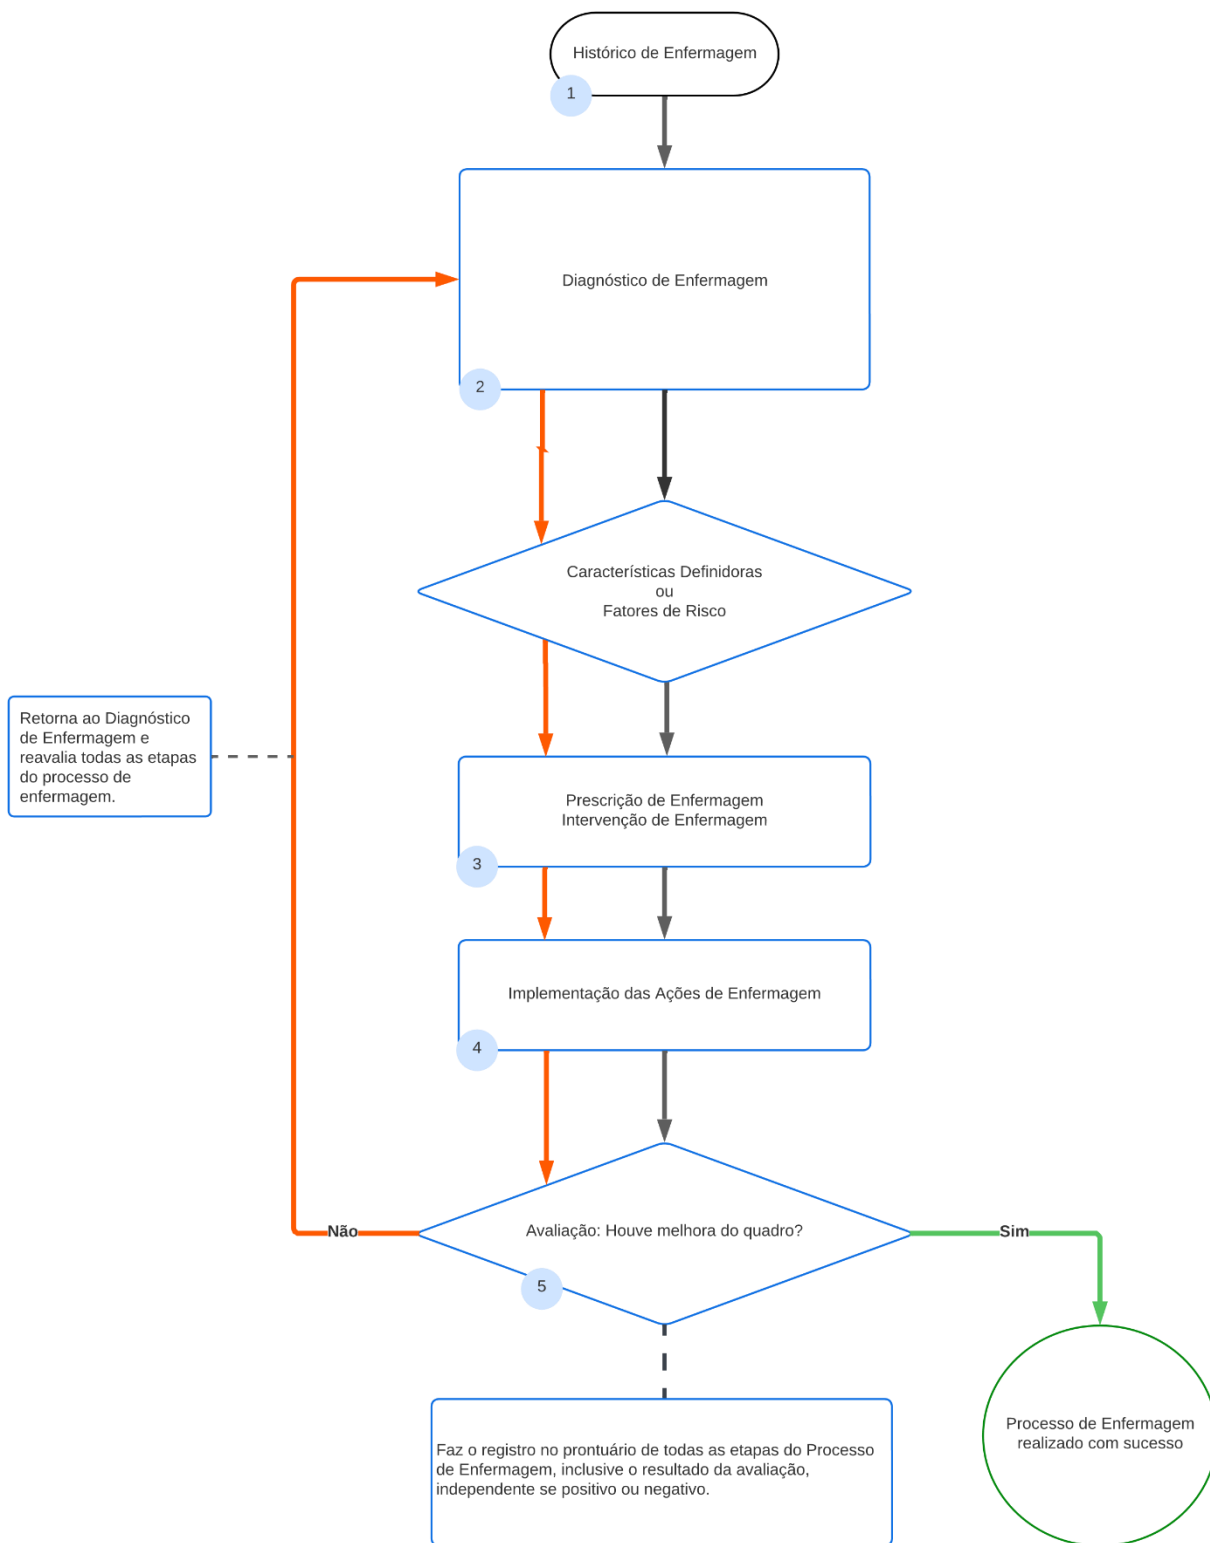 Histórico de Enfermagem
1
Diagnóstico de Enfermagem
2
Características Definidoras
ou
Fatores de Risco
Retorna ao Diagnóstico
de Enfermagem e
reavalia todas as etapas
do processo de
enfermagem.
Prescrição de Enfermagem
Intervenção de Enfermagem
3
Implementação das Ações de Enfermagem
4
Não
Avaliação: Houve melhora do quadro?
Sim
5
Processo de Enfermagem
realizado com sucesso
Faz o registro no prontuário de todas as etapas do Processo
de Enfermagem, inclusive o resultado da avaliação,
independente se positivo ou negativo.